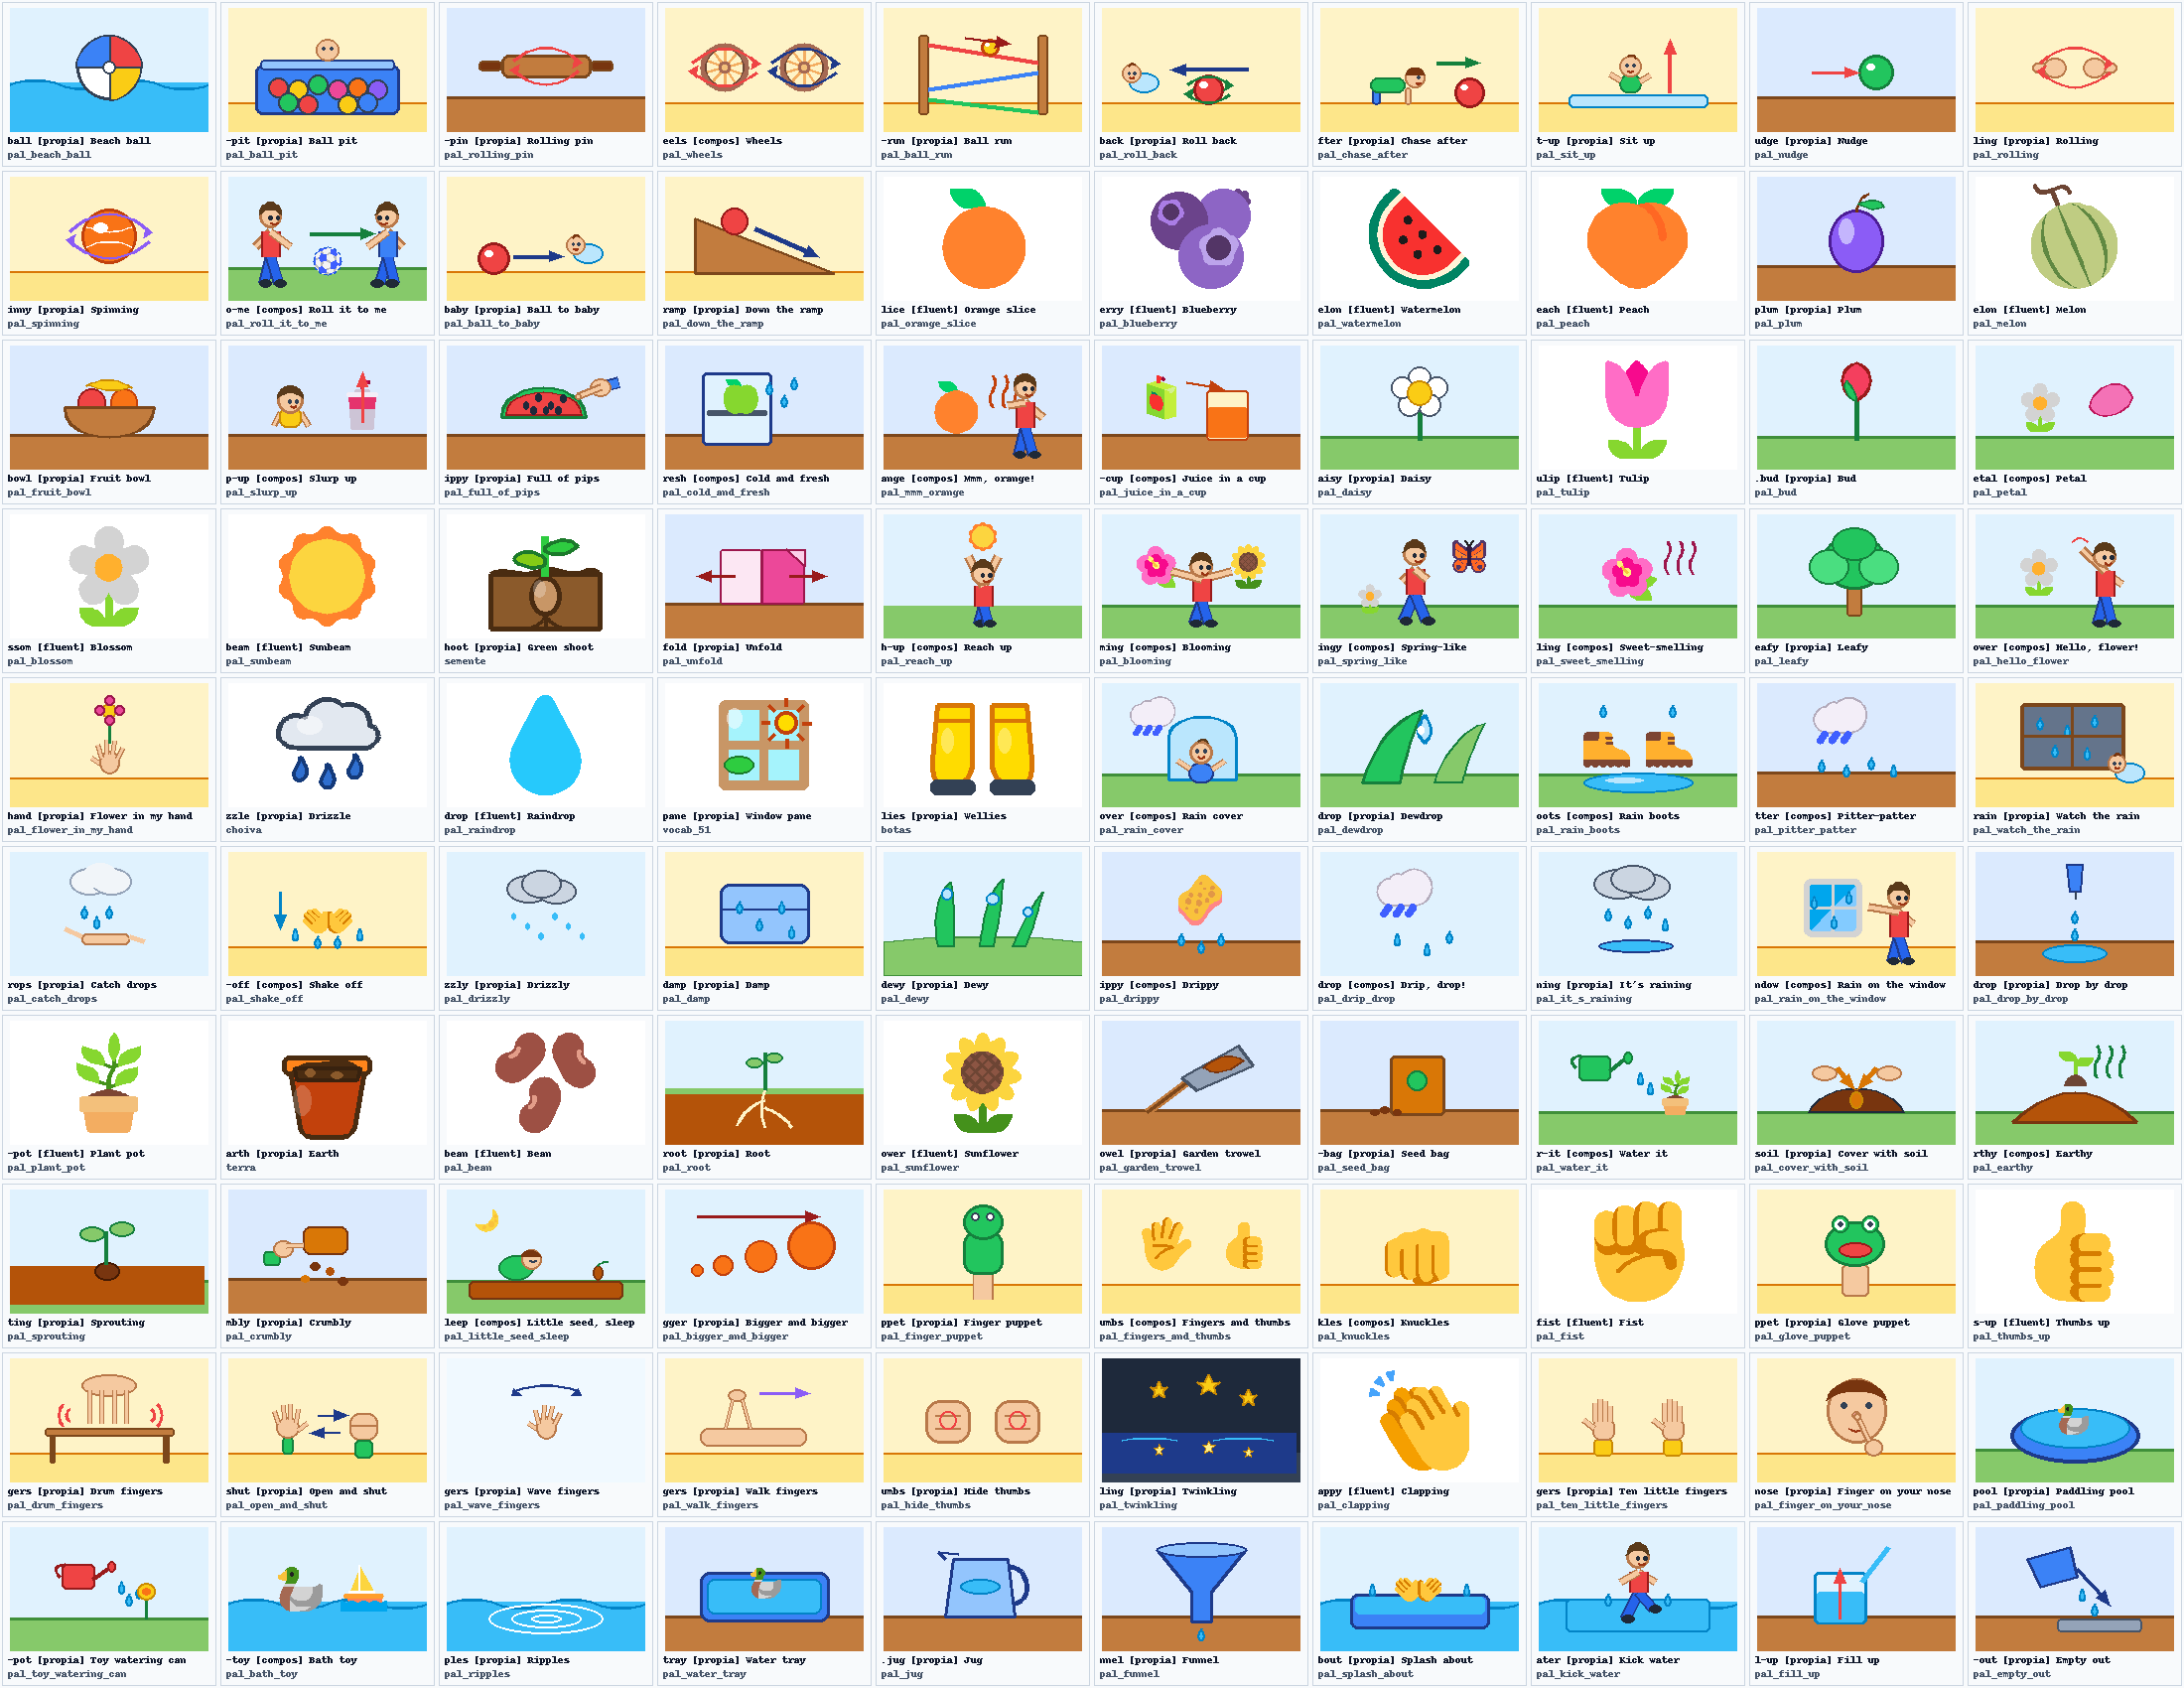 ball [propia] Beach ball
pal_beach_ball
-pit [propia] Ball pit
pal_ball_pit
-pin [propia] Rolling pin
pal_rolling_pin
eels [compos] Wheels
pal_wheels
-run [propia] Ball run
pal_ball_run
back [propia] Roll back
pal_roll_back
fter [propia] Chase after
pal_chase_after
t-up [propia] Sit up
pal_sit_up
udge [propia] Nudge
pal_nudge
ling [propia] Rolling
pal_rolling
inny [propia] Spinning
pal_spinning
o-me [compos] Roll it to me
pal_roll_it_to_me
baby [propia] Ball to baby
pal_ball_to_baby
ramp [propia] Down the ramp
pal_down_the_ramp
lice [fluent] Orange slice
pal_orange_slice
erry [fluent] Blueberry
pal_blueberry
elon [fluent] Watermelon
pal_watermelon
each [fluent] Peach
pal_peach
plum [propia] Plum
pal_plum
elon [fluent] Melon
pal_melon
bowl [propia] Fruit bowl
pal_fruit_bowl
p-up [compos] Slurp up
pal_slurp_up
ippy [propia] Full of pips
pal_full_of_pips
resh [compos] Cold and fresh
pal_cold_and_fresh
ange [compos] Mmm, orange!
pal_mmm_orange
-cup [compos] Juice in a cup
pal_juice_in_a_cup
aisy [propia] Daisy
pal_daisy
ulip [fluent] Tulip
pal_tulip
.bud [propia] Bud
pal_bud
etal [compos] Petal
pal_petal
ssom [fluent] Blossom
pal_blossom
beam [fluent] Sunbeam
pal_sunbeam
hoot [propia] Green shoot
semente
fold [propia] Unfold
pal_unfold
h-up [compos] Reach up
pal_reach_up
ming [compos] Blooming
pal_blooming
ingy [compos] Spring-like
pal_spring_like
ling [compos] Sweet-smelling
pal_sweet_smelling
eafy [propia] Leafy
pal_leafy
ower [compos] Hello, flower!
pal_hello_flower
hand [propia] Flower in my hand
pal_flower_in_my_hand
zzle [propia] Drizzle
choiva
drop [fluent] Raindrop
pal_raindrop
pane [propia] Window pane
vocab_51
lies [propia] Wellies
botas
over [compos] Rain cover
pal_rain_cover
drop [propia] Dewdrop
pal_dewdrop
oots [compos] Rain boots
pal_rain_boots
tter [compos] Pitter-patter
pal_pitter_patter
rain [propia] Watch the rain
pal_watch_the_rain
rops [propia] Catch drops
pal_catch_drops
-off [compos] Shake off
pal_shake_off
zzly [propia] Drizzly
pal_drizzly
damp [propia] Damp
pal_damp
dewy [propia] Dewy
pal_dewy
ippy [compos] Drippy
pal_drippy
drop [compos] Drip, drop!
pal_drip_drop
ning [propia] It's raining
pal_it_s_raining
ndow [compos] Rain on the window
pal_rain_on_the_window
drop [propia] Drop by drop
pal_drop_by_drop
-pot [fluent] Plant pot
pal_plant_pot
arth [propia] Earth
terra
bean [fluent] Bean
pal_bean
root [propia] Root
pal_root
ower [fluent] Sunflower
pal_sunflower
owel [propia] Garden trowel
pal_garden_trowel
-bag [propia] Seed bag
pal_seed_bag
r-it [compos] Water it
pal_water_it
soil [propia] Cover with soil
pal_cover_with_soil
rthy [compos] Earthy
pal_earthy
ting [propia] Sprouting
pal_sprouting
mbly [propia] Crumbly
pal_crumbly
leep [compos] Little seed, sleep
pal_little_seed_sleep
gger [propia] Bigger and bigger
pal_bigger_and_bigger
ppet [propia] Finger puppet
pal_finger_puppet
umbs [compos] Fingers and thumbs
pal_fingers_and_thumbs
kles [compos] Knuckles
pal_knuckles
fist [fluent] Fist
pal_fist
ppet [propia] Glove puppet
pal_glove_puppet
s-up [fluent] Thumbs up
pal_thumbs_up
gers [propia] Drum fingers
pal_drum_fingers
shut [propia] Open and shut
pal_open_and_shut
gers [propia] Wave fingers
pal_wave_fingers
gers [propia] Walk fingers
pal_walk_fingers
umbs [propia] Hide thumbs
pal_hide_thumbs
ling [propia] Twinkling
pal_twinkling
appy [fluent] Clapping
pal_clapping
gers [propia] Ten little fingers
pal_ten_little_fingers
nose [propia] Finger on your nose
pal_finger_on_your_nose
pool [propia] Paddling pool
pal_paddling_pool
-pot [propia] Toy watering can
pal_toy_watering_can
-toy [compos] Bath toy
pal_bath_toy
ples [propia] Ripples
pal_ripples
tray [propia] Water tray
pal_water_tray
.jug [propia] Jug
pal_jug
nnel [propia] Funnel
pal_funnel
bout [propia] Splash about
pal_splash_about
ater [propia] Kick water
pal_kick_water
l-up [propia] Fill up
pal_fill_up
-out [propia] Empty out
pal_empty_out